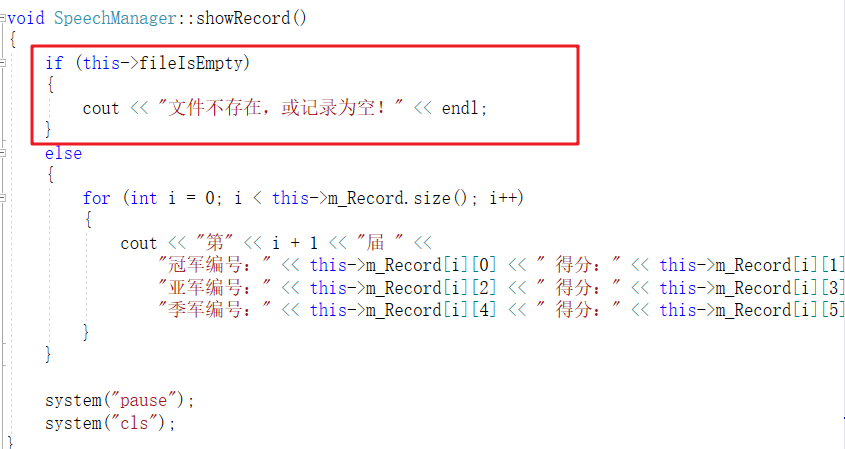 void SpeechManager::showRecord()
{
if (this->fileIsEmpty)
{
cout << "文件不存在，或记录为空！" << endl;
}
else
{
for (int i = 0; i < this->m_Record.size(); i++)
{
cout << "第" << i + 1 << "届 " <<
"冠军编号：" << this->m_Record[i][0] << " 得分：" << this->m_Record[i][1]
"亚军编号：" << this->m_Record[i][2] << " 得分：" << this->m_Record[i][3]
"季军编号：" << this->m_Record[i][4] << " 得分：" << this->m_Record[i][5]
}
}
system("pause");
system("cls");
}